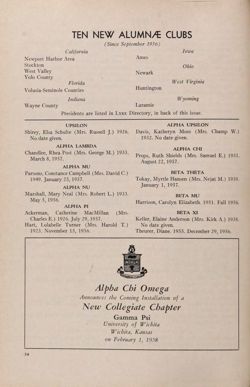 TEN NEW ALUMNÆ CLUBS
(Since September 1956)
California
Newport Harbor Area
Stockton
West Valley
Yolo County
Florida
Volusia-Seminole Counties
Indiana
Wayne County
Iowa
Ames
Ohio
Newark
West Virginia
Huntington
Wyoming
Laramie
Presidents are listed in Lyre Directory, in back of this issue.
UPSILON
Shirey, Elsa Schultz (Mrs. Russell J.) 1926.
No date given.
ALPHA LAMBDA
Chandler, Rhea Post (Mrs. George M.) 1933.
March 8, 1957.
ALPHA MU
Parsons, Constance Campbell (Mrs. David C.)
1949. January 23, 1957.
ALPHA NU
Marshall, Mary Neal (Mrs. Robert L.) 1933.
May 3, 1956.
ALPHA PI
Ackerman, Catherine MacMillan (Mrs.
Charles E.) 1926. July 29, 1957.
Hart, Lolabelle Turner (Mrs. Harold T.)
1923. November 13, 1956.
ALPHA UPSILON
Davis, Katheryn Moss (Mrs. Champ W.)
1932. No date given.
ALPHA CHI
Props, Ruth Shields (Mrs. Samuel E.) 1931.
August 22, 1957.
BETA THETA
Tokay, Myrtle Hansen (Mrs. Nejat M.) 1939.
January 1, 1957.
BETA MU
Harrison, Carolyn Elizabeth. 1951. Fall 1956.
BETA XI
Keller, Elaine Anderson (Mrs. Kirk A.) 1936.
No date given.
Theurer, Diane. 1955. December 29, 1956.
Alpha Chi Omega
Announces the Coming Installation of a
New Collegiate Chapter
Gamma Psi
University of Wichita
Wichita, Kansas
on February 1, 1958
54